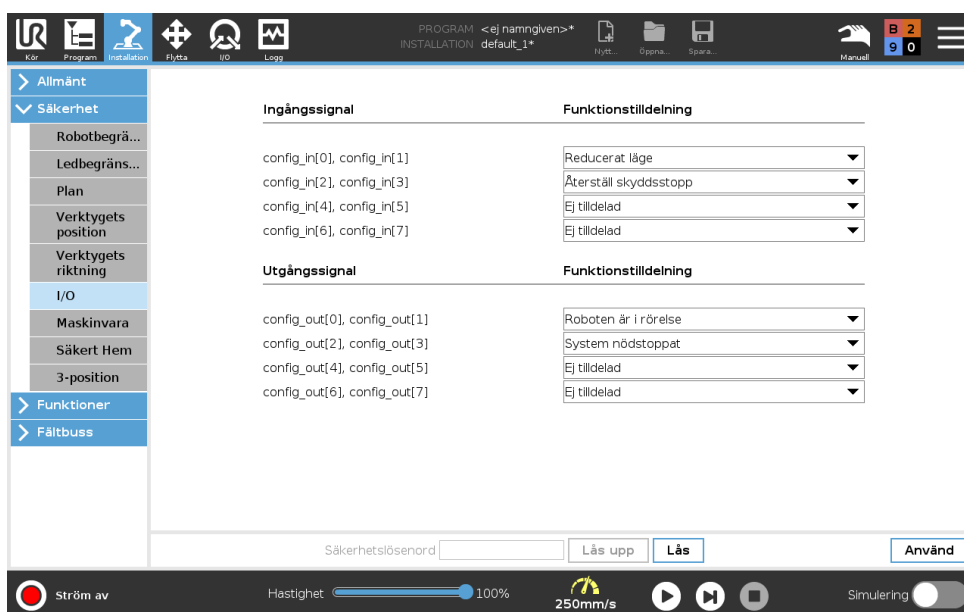 UR
PROGRAM <ej namngiven>*
INSTALLATION default_1*
Kör
Program
Installation
Flytta
I/O
Logg
Nytt...
Öppna...
Spara...
Manuell
B 2
9 0
Allmänt
Säkerhet
Robotbegrä...
Ledbegräns...
Plan
Verktygets
position
Verktygets
riktning
I/O
Maskinvara
Säkert Hem
3-position
Funktioner
Fältbuss
Ingångssignal Funktionstilldelning
config_in[0], config_in[1] Reducerat läge
config_in[2], config_in[3] Återställ skyddsstopp
config_in[4], config_in[5] Ej tilldelad
config_in[6], config_in[7] Ej tilldelad
Utgångssignal Funktionstilldelning
config_out[0], config_out[1] Roboten är i rörelse
config_out[2], config_out[3] System nödstoppat
config_out[4], config_out[5] Ej tilldelad
config_out[6], config_out[7] Ej tilldelad
Säkerhetslösenord Lås upp Lås Använd
Ström av Hastighet 100% 250mm/s Simulering